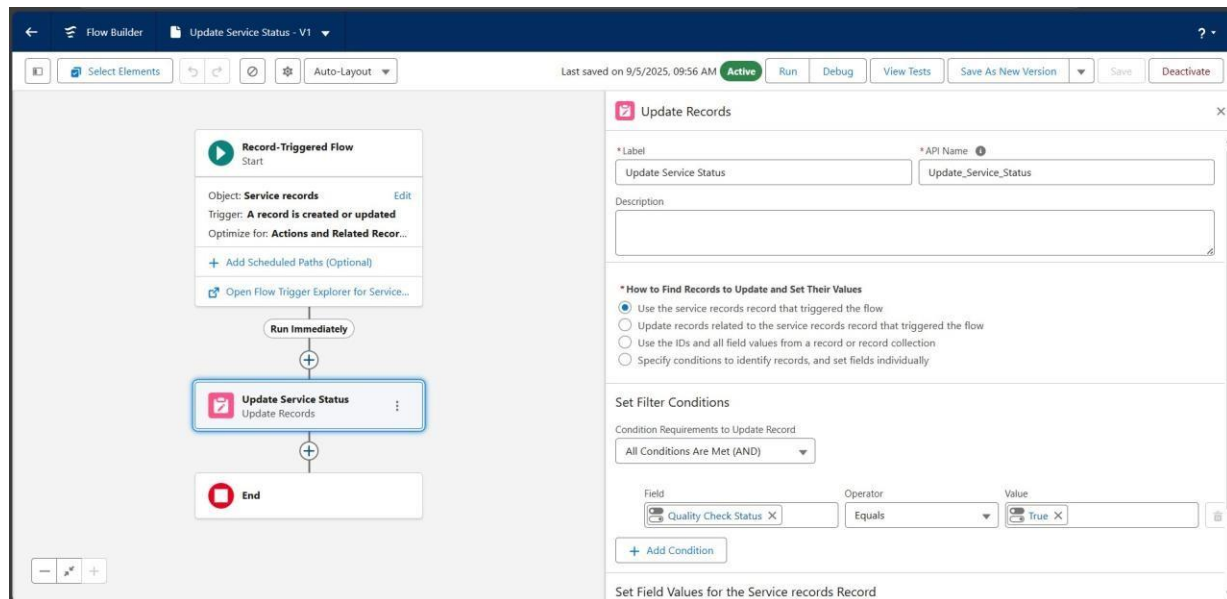 Flow Builder
Update Service Status - V1
?
Select Elements
Auto-Layout
Last saved on 9/5/2025, 09:56 AM
Active
Run
Debug
View Tests
Save As New Version
Save
Deactivate
Record-Triggered Flow
Start
Object: Service records
Edit
Trigger: A record is created or updated
Optimize for: Actions and Related Recor...
+ Add Scheduled Paths (Optional)
Open Flow Trigger Explorer for Service...
Run Immediately
Update Service Status
Update Records
End
Update Records
*Label
*API Name
Update Service Status
Update_Service_Status
Description
*How to Find Records to Update and Set Their Values
Use the service records record that triggered the flow
Update records related to the service records record that triggered the flow
Use the IDs and all field values from a record or record collection
Specify conditions to identify records, and set fields individually
Set Filter Conditions
Condition Requirements to Update Record
All Conditions Are Met (AND)
Field
Operator
Value
Quality Check Status
Equals
True
+ Add Condition
Set Field Values for the Service records Record